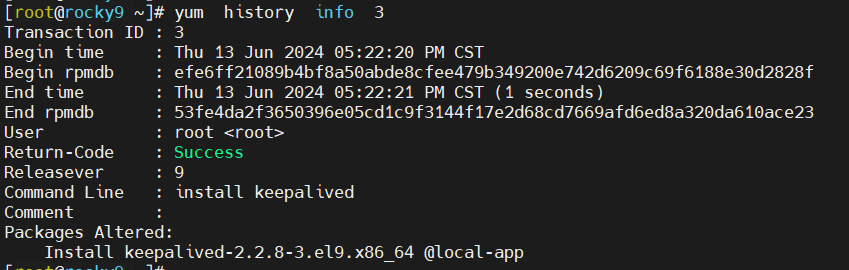 [root@rocky9 ~]# yum  history  info  3
Transaction ID : 3
Begin time     : Thu 13 Jun 2024 05:22:20 PM CST
Begin rpmdb    : efe6ff21089b4bf8a50abde8cfee479b349200e742d6209c69f6188e30d2828f
End time       : Thu 13 Jun 2024 05:22:21 PM CST (1 seconds)
End rpmdb      : 53fe4da2f3650396e05cd1c9f3144f17e2d68cd7669afd6ed8a320da610ace23
User           : root <root>
Return-Code    : Success
Releasever     : 9
Command Line   : install keepalived
Comment        :
Packages Altered:
    Install keepalived-2.2.8-3.el9.x86_64 @local-app
[root@rocky9 ~]#